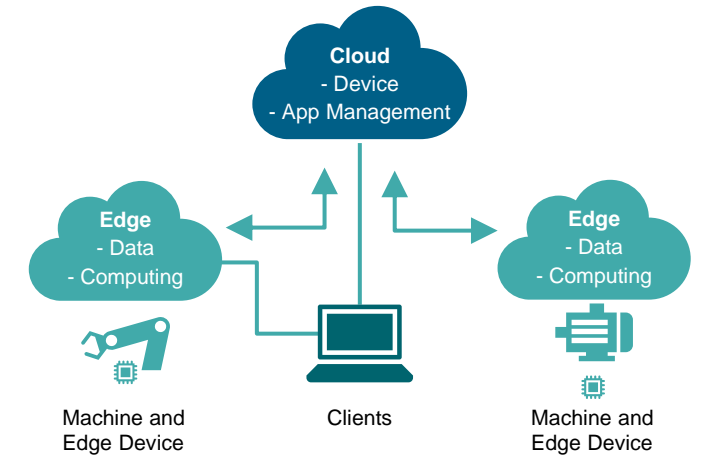 Cloud
- Device
- App Management
Edge
- Data
- Computing
Edge
- Data
- Computing
Machine and
Edge Device
Clients
Machine and
Edge Device